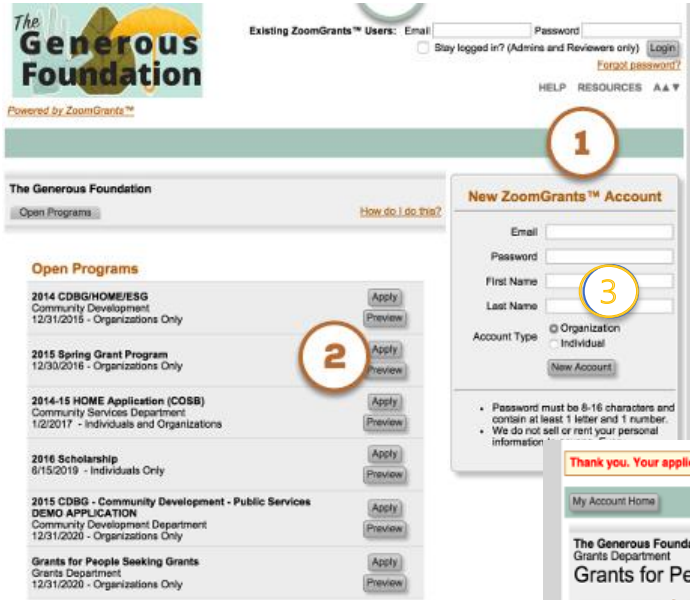 The
Generous
Foundation
Powered by ZoomGrants™
Existing ZoomGrants™ Users: Email
Password
Stay logged in? (Admins and Reviewers only) Login
Forgot password?
HELP RESOURCES AA▼
1
The Generous Foundation
Open Programs
How do I do this?
Open Programs
2014 CDBG/HOME/ESG
Community Development
12/31/2015 - Organizations Only
Apply
Preview
2015 Spring Grant Program
12/30/2016 - Organizations Only
2
Apply
Preview
2014-15 HOME Application (COSB)
Community Services Department
1/2/2017 - Individuals and Organizations
Apply
Preview
2016 Scholarship
6/15/2019 - Individuals Only
Apply
Preview
2015 CDBG - Community Development - Public Services
DEMO APPLICATION
Community Development Department
12/31/2020 - Organizations Only
Apply
Preview
Grants for People Seeking Grants
Grants Department
12/31/2020 - Organizations Only
Apply
Preview
New ZoomGrants™ Account
Email
Password
First Name
3
Last Name
Account Type
Organization
Individual
New Account
• Password must be 8-16 characters and
contain at least 1 letter and 1 number.
• We do not sell or rent your personal
information
Thank you. Your applic
My Account Home
The Generous Founda
Grants Department
Grants for Pe